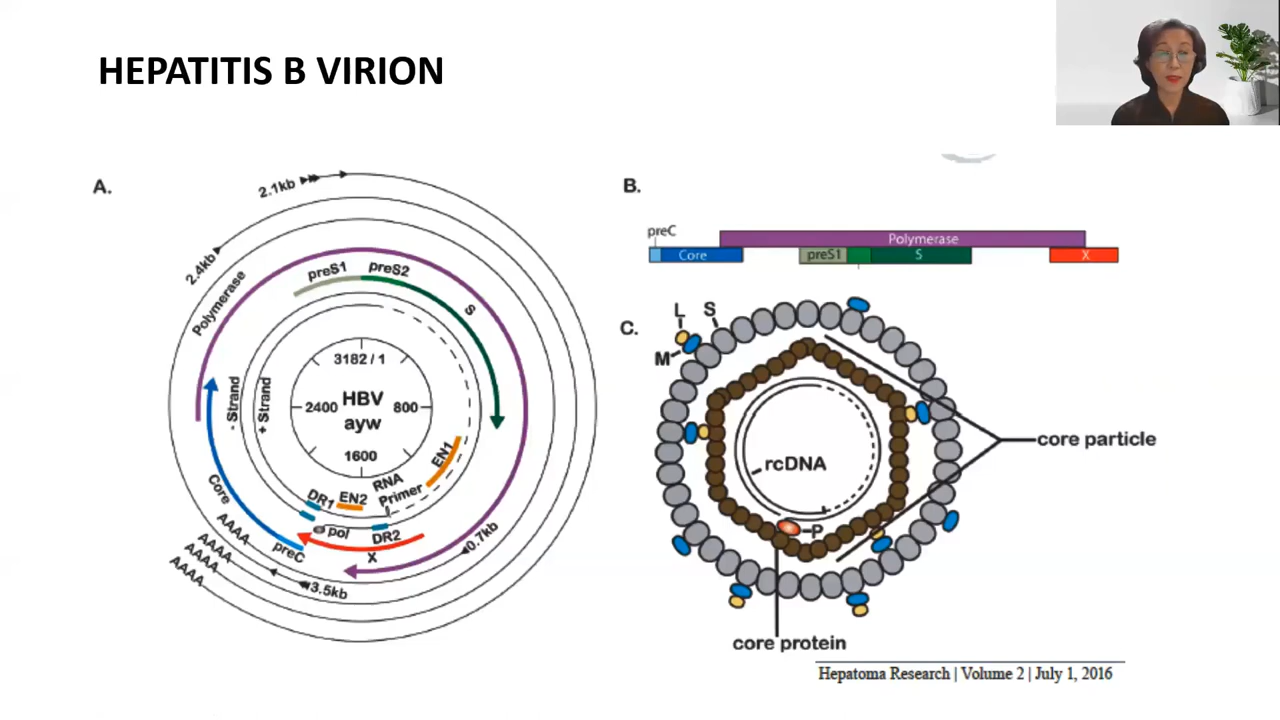 HEPATITIS B VIRION
A.
2.1kb
2.4kb
Polymerase
preS1
preS2
S
- Strand
+ Strand
3182 / 1
HBV
ayw
2400
800
1600
EN1
RNA
Primer
EN2
DR1
DR2
pol
Core
preC
X
0.7kb
3.5kb
AAAA
AAAA
AAAA
AAAA
B.
preC
Polymerase
Core
preS1
S
X
C.
L
S
M
rcDNA
P
core particle
core protein
Hepatoma Research | Volume 2 | July 1, 2016